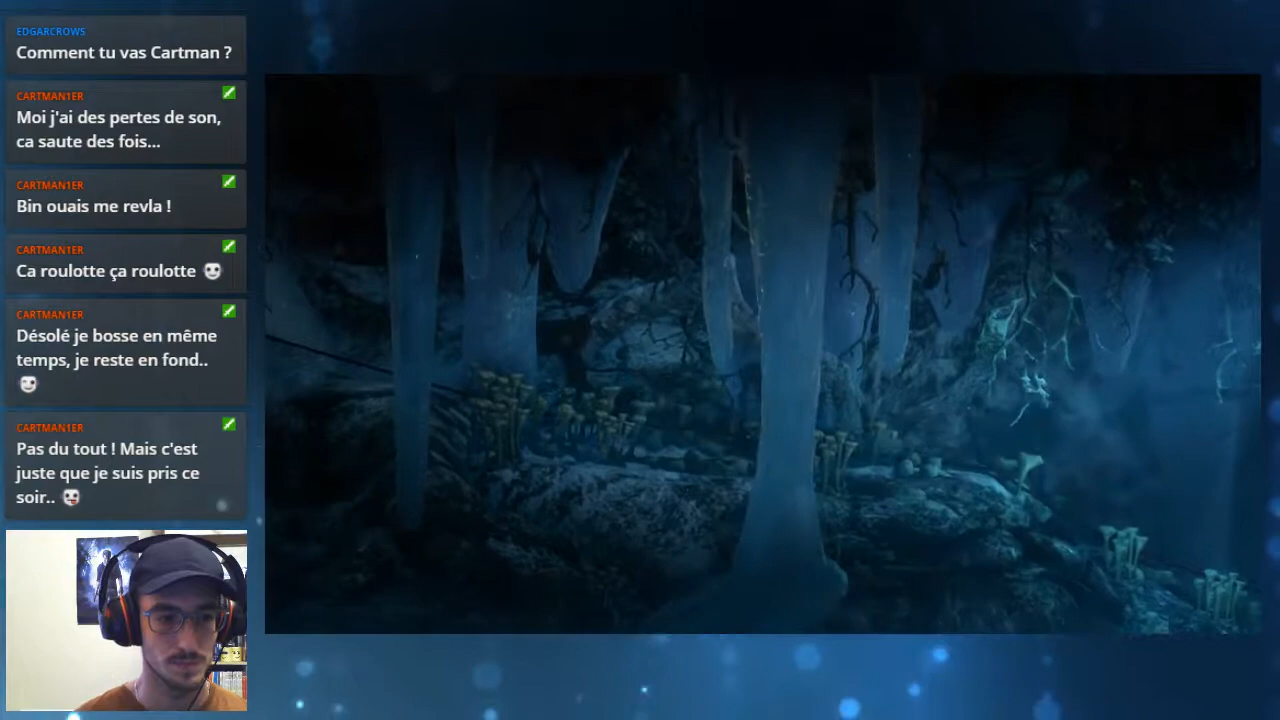 EDGARCROWS
Comment tu vas Cartman ?
CARTMAN1ER
Moi j'ai des pertes de son,
ca saute des fois...
CARTMAN1ER
Bin ouais me revla !
CARTMAN1ER
Ca roulotte ça roulotte
CARTMAN1ER
Désolé je bosse en même
temps, je reste en fond..
CARTMAN1ER
Pas du tout ! Mais c'est
juste que je suis pris ce
soir..